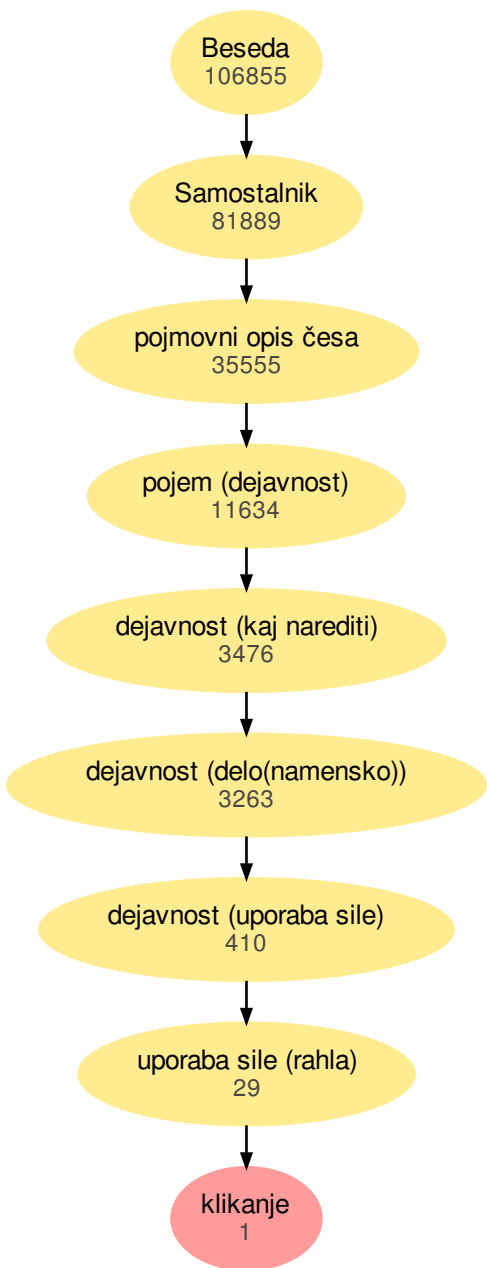 Beseda
106855
Samostalnik
81889
pojmovni opis česa
35555
pojem (dejavnost)
11634
dejavnost (kaj narediti)
3476
dejavnost (delo(namensko))
3263
dejavnost (uporaba sile)
410
uporaba sile (rahla)
29
klikanje
1